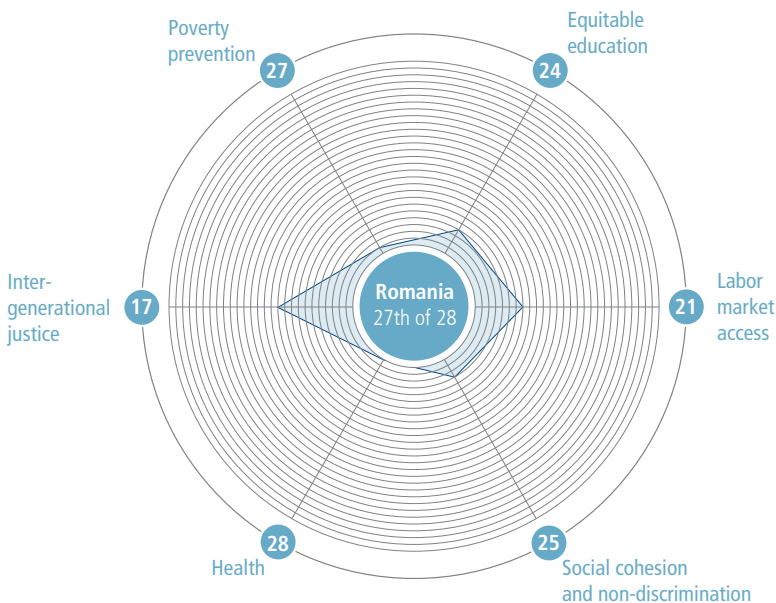 Poverty
prevention
27
Equitable
education
24
Inter-
generational
justice
17
Romania
27th of 28
21
Labor
market
access
28
Health
25
Social cohesion
and non-discrimination